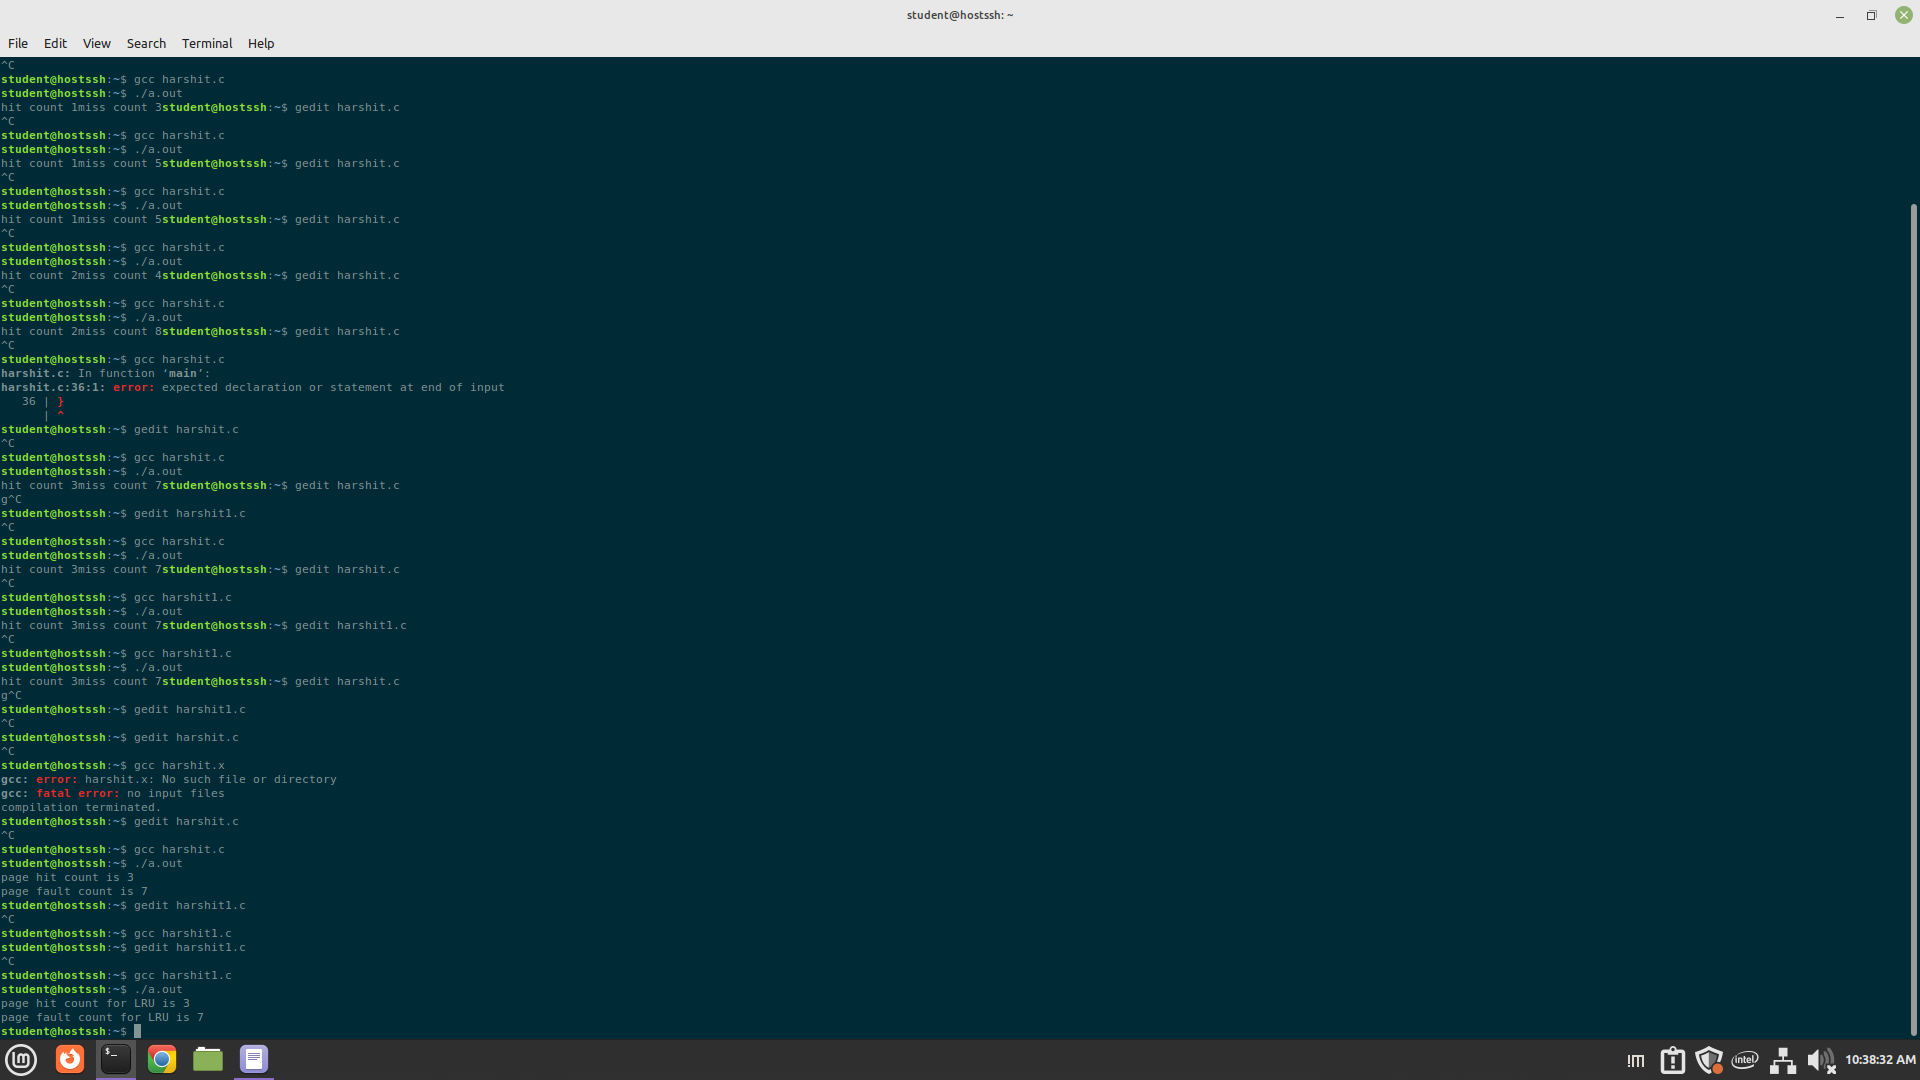 student@hostssh: ~
File Edit View Search Terminal Help
^C
student@hostssh:~$ gcc harshit.c
student@hostssh:~$ ./a.out
hit count 1miss count 3student@hostssh:~$ gedit harshit.c
^C
student@hostssh:~$ gcc harshit.c
student@hostssh:~$ ./a.out
hit count 1miss count 5student@hostssh:~$ gedit harshit.c
^C
student@hostssh:~$ gcc harshit.c
student@hostssh:~$ ./a.out
hit count 1miss count 5student@hostssh:~$ gedit harshit.c
^C
student@hostssh:~$ gcc harshit.c
student@hostssh:~$ ./a.out
hit count 2miss count 4student@hostssh:~$ gedit harshit.c
^C
student@hostssh:~$ gcc harshit.c
student@hostssh:~$ ./a.out
hit count 2miss count 8student@hostssh:~$ gedit harshit.c
^C
student@hostssh:~$ gcc harshit.c
harshit.c: In function ‘main’:
harshit.c:36:1: error: expected declaration or statement at end of input
   36 | }
      | ^
student@hostssh:~$ gedit harshit.c
^C
student@hostssh:~$ gcc harshit.c
student@hostssh:~$ ./a.out
hit count 3miss count 7student@hostssh:~$ gedit harshit.c
g^C
student@hostssh:~$ gedit harshit1.c
^C
student@hostssh:~$ gcc harshit.c
student@hostssh:~$ ./a.out
hit count 3miss count 7student@hostssh:~$ gedit harshit.c
^C
student@hostssh:~$ gcc harshit1.c
student@hostssh:~$ ./a.out
hit count 3miss count 7student@hostssh:~$ gedit harshit1.c
^C
student@hostssh:~$ gcc harshit1.c
student@hostssh:~$ ./a.out
hit count 3miss count 7student@hostssh:~$ gedit harshit.c
g^C
student@hostssh:~$ gedit harshit1.c
^C
student@hostssh:~$ gedit harshit.c
^C
student@hostssh:~$ gcc harshit.x
gcc: error: harshit.x: No such file or directory
gcc: fatal error: no input files
compilation terminated.
student@hostssh:~$ gedit harshit.c
^C
student@hostssh:~$ gcc harshit.c
student@hostssh:~$ ./a.out
page hit count is 3
page fault count is 7
student@hostssh:~$ gedit harshit1.c
^C
student@hostssh:~$ gcc harshit1.c
student@hostssh:~$ gedit harshit1.c
^C
student@hostssh:~$ gcc harshit1.c
student@hostssh:~$ ./a.out
page hit count for LRU is 3
page fault count for LRU is 7
student@hostssh:~$
!M intel 10:38:32 AM